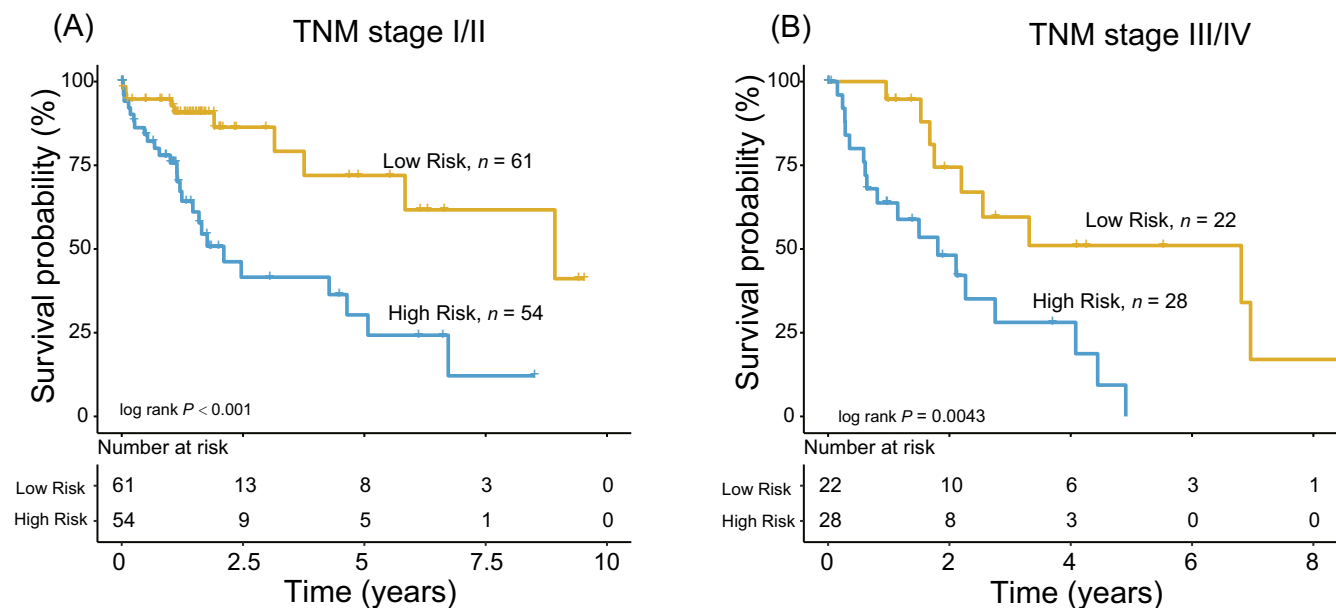 (A) TNM stage I/II
Survival probability (%)
100
75
50
25
0
Low Risk, n = 61
High Risk, n = 54
log rank P < 0.001
Number at risk
Low Risk 61 13 8 3 0
High Risk 54 9 5 1 0
0 2.5 5 7.5 10
Time (years)
(B) TNM stage III/IV
Survival probability (%)
100
75
50
25
0
Low Risk, n = 22
High Risk, n = 28
log rank P = 0.0043
Number at risk
Low Risk 22 10 6 3 1
High Risk 28 8 3 0 0
0 2 4 6 8
Time (years)